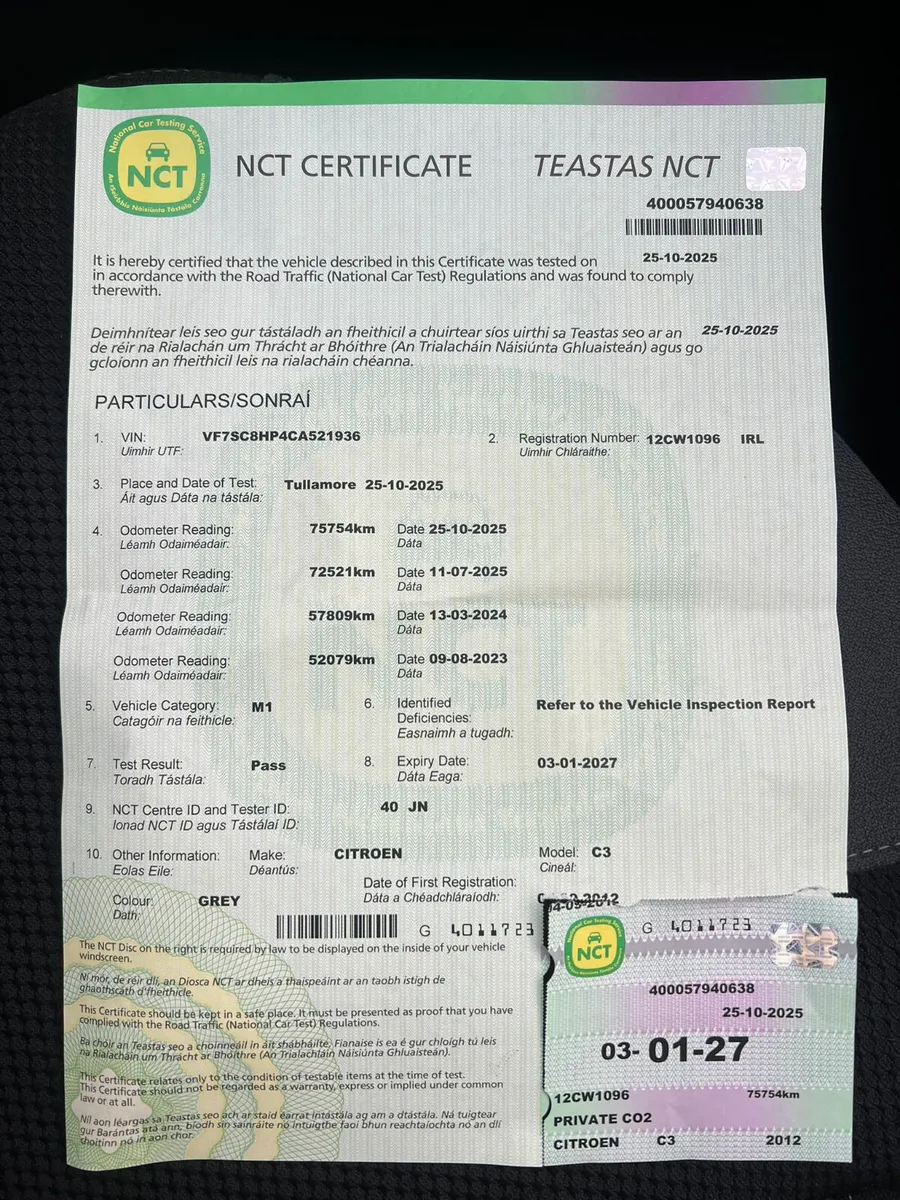 National Car Testing Service
NCT
An tSeirbhís Náisiúnta Tástála Carranna
NCT CERTIFICATE TEASTAS NCT
400057940638
It is hereby certified that the vehicle described in this Certificate was tested on 25-10-2025
in accordance with the Road Traffic (National Car Test) Regulations and was found to comply
therewith.
Deimhnítear leis seo gur tástáladh an fheithicil a chuirtear síos uirthi sa Teastas seo ar an 25-10-2025
de réir na Rialachán um Thrácht ar Bhóithre (An Trialacháin Náisiúnta Ghluaisteán) agus go
gcloíonn an fheithicil leis na rialacháin chéanna.
PARTICULARS/SONRAÍ
1. VIN: VF7SC8HP4CA521936 2. Registration Number: 12CW1096 IRL
Uimhir UTF: Uimhir Chláraithe:
3. Place and Date of Test: Tullamore 25-10-2025
Áit agus Dáta na tástála:
4. Odometer Reading: 75754km Date 25-10-2025
Léamh Odaiméadair: Dáta
Odometer Reading: 72521km Date 11-07-2025
Léamh Odaiméadair: Dáta
Odometer Reading: 57809km Date 13-03-2024
Léamh Odaiméadair: Dáta
Odometer Reading: 52079km Date 09-08-2023
Léamh Odaiméadair: Dáta
5. Vehicle Category: M1 6. Identified Deficiencies: Refer to the Vehicle Inspection Report
Catagóir na feithicle: Easnaimh a tugadh:
7. Test Result: Pass 8. Expiry Date: 03-01-2027
Toradh Tástála: Dáta Eaga:
9. NCT Centre ID and Tester ID: 40 JN
Ionad NCT ID agus Tástálaí ID:
10. Other Information: Make: CITROEN Model: C3
Eolas Eile: Déantús: Cineál:
Date of First Registration:
Colour: GREY Dáta a Chéadchláraíodh:
Dath:
G 4011723
The NCT Disc on the right is required by law to be displayed on the inside of your vehicle
windscreen.
Ní mór, de réir dlí, an Diosca NCT ar dheis a thaispeáint ar an taobh istigh de
ghaothscáth d'fheithicle.
This Certificate should be kept in a safe place. It must be presented as proof that you have
complied with the Road Traffic (National Car Test) Regulations.
Ba chóir an Teastas seo a choinneáil in áit shábháilte, Fianaise is ea é gur chloígh tú leis
na Rialacháin um Thrácht ar Bhóithre (An Trialacháin Náisiúnta Ghluaisteán).
This Certificate relates only to the condition of testable items at the time of test.
This Certificate should not be regarded as a warranty, express or implied under common
law or at all.
Níl aon léargas sa Teastas seo ach ar staid éarraí intástála ag am a dtástála. Ná tuigtear
gur Barántas atá ann, bíodh sin sainráite nó intuigthe faoi bhun reachtaíochta nó an dlí
choitinn nó in aon chor.
NCT
G 4011723
400057940638
25-10-2025
03-01-27
12CW1096 75754km
PRIVATE CO2
CITROEN C3 2012